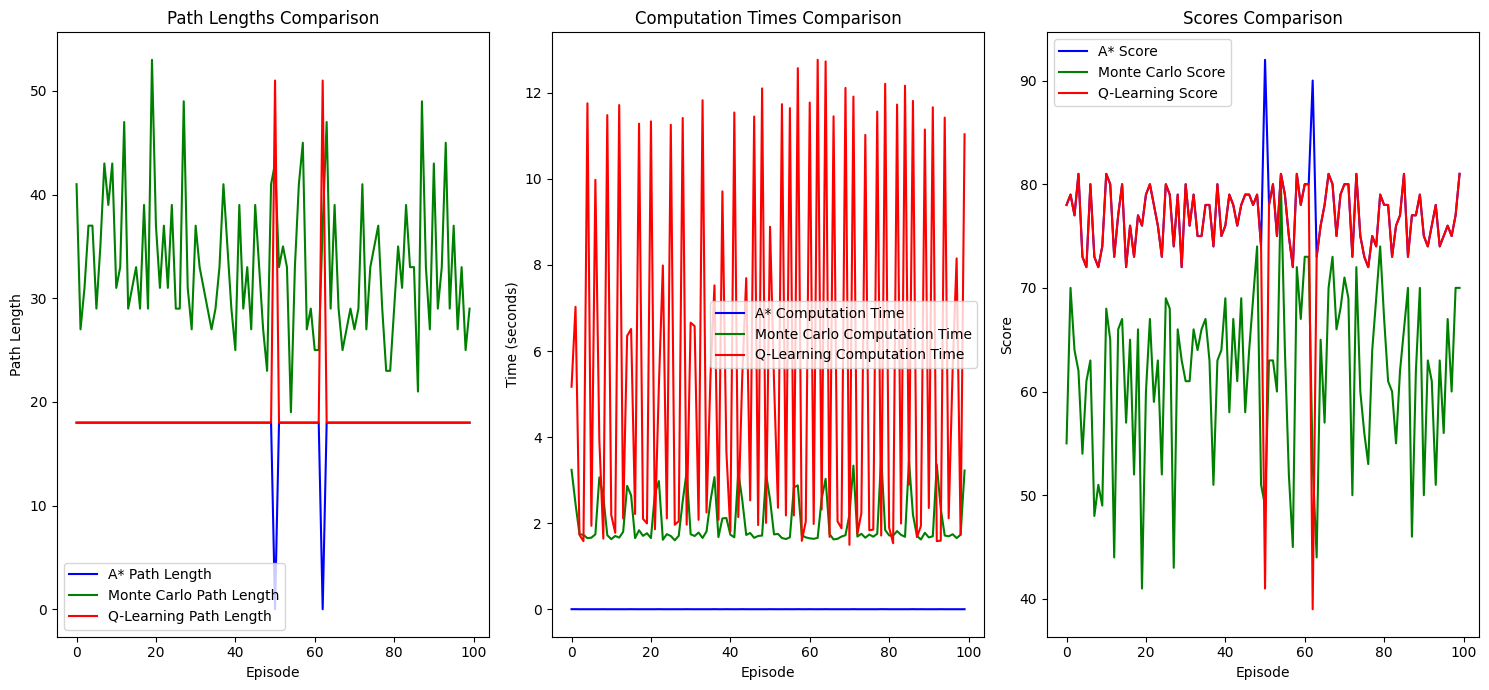 Path Lengths Comparison
50
40
30
20
10
0
Path Length
A* Path Length
Monte Carlo Path Length
Q-Learning Path Length
0 20 40 60 80 100
Episode
Computation Times Comparison
12
10
8
6
4
2
0
Time (seconds)
A* Computation Time
Monte Carlo Computation Time
Q-Learning Computation Time
0 20 40 60 80 100
Episode
Scores Comparison
A* Score
Monte Carlo Score
Q-Learning Score
90
80
70
60
50
40
Score
0 20 40 60 80 100
Episode